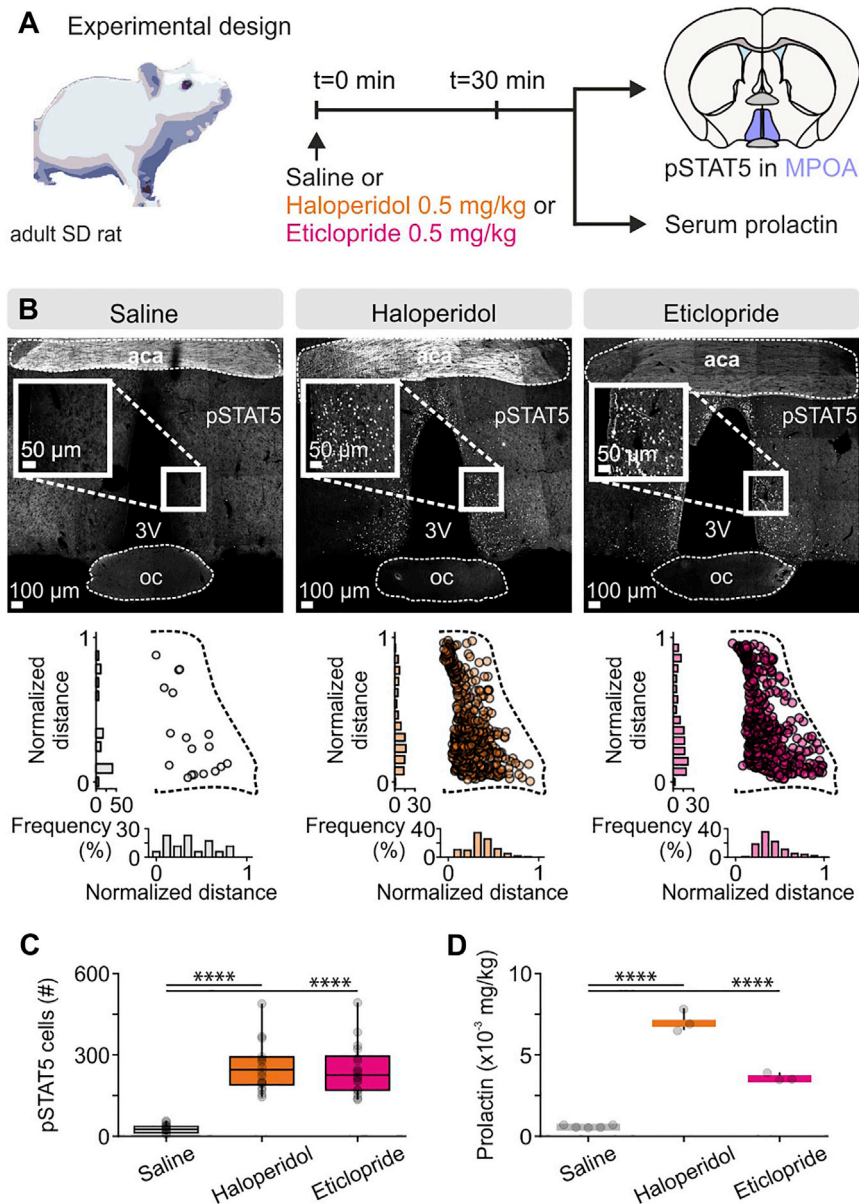 A Experimental design
t=0 min t=30 min
Saline or
Haloperidol 0.5 mg/kg or
Eticlopride 0.5 mg/kg
adult SD rat
pSTAT5 in MPOA
Serum prolactin
B Saline Haloperidol Eticlopride
aca aca aca
pSTAT5 pSTAT5 pSTAT5
50 µm 50 µm 50 µm
3V 3V 3V
oc oc oc
100 µm 100 µm 100 µm
1 1 1
Normalized distance Normalized distance Normalized distance
0 0 0
0 50 0 30 0 30
Frequency (%) 30 0 Frequency (%) 40 0 Frequency (%) 40 0
0 1 0 1 0 1
Normalized distance Normalized distance Normalized distance
C D
600 10
**** **** **** ****
pSTAT5 cells (#) Prolactin (x10⁻³ mg/kg)
300 5
0 0
Saline Haloperidol Eticlopride Saline Haloperidol Eticlopride